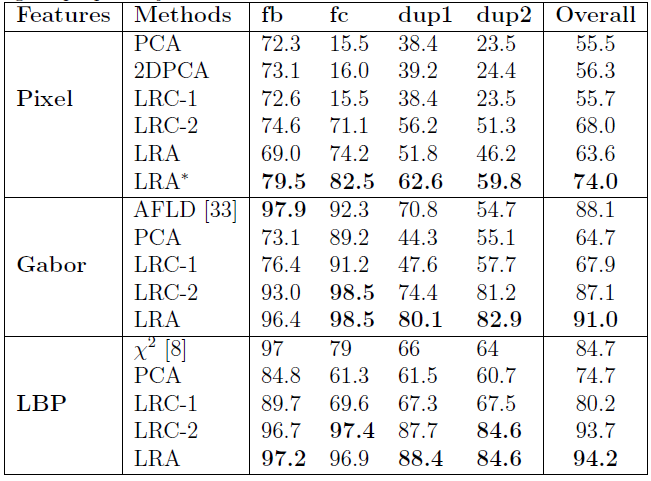 Features Methods fb fc dup1 dup2 Overall
PCA 72.3 15.5 38.4 23.5 55.5
2DPCA 73.1 16.0 39.2 24.4 56.3
Pixel LRC-1 72.6 15.5 38.4 23.5 55.7
LRC-2 74.6 71.1 56.2 51.3 68.0
LRA 69.0 74.2 51.8 46.2 63.6
LRA* 79.5 82.5 62.6 59.8 74.0
AFLD [33] 97.9 92.3 70.8 54.7 88.1
PCA 73.1 89.2 44.3 55.1 64.7
Gabor LRC-1 76.4 91.2 47.6 57.7 67.9
LRC-2 93.0 98.5 74.4 81.2 87.1
LRA 96.4 98.5 80.1 82.9 91.0
χ² [8] 97 79 66 64 84.7
PCA 84.8 61.3 61.5 60.7 74.7
LBP LRC-1 89.7 69.6 67.3 67.5 80.2
LRC-2 96.7 97.4 87.7 84.6 93.7
LRA 97.2 96.9 88.4 84.6 94.2